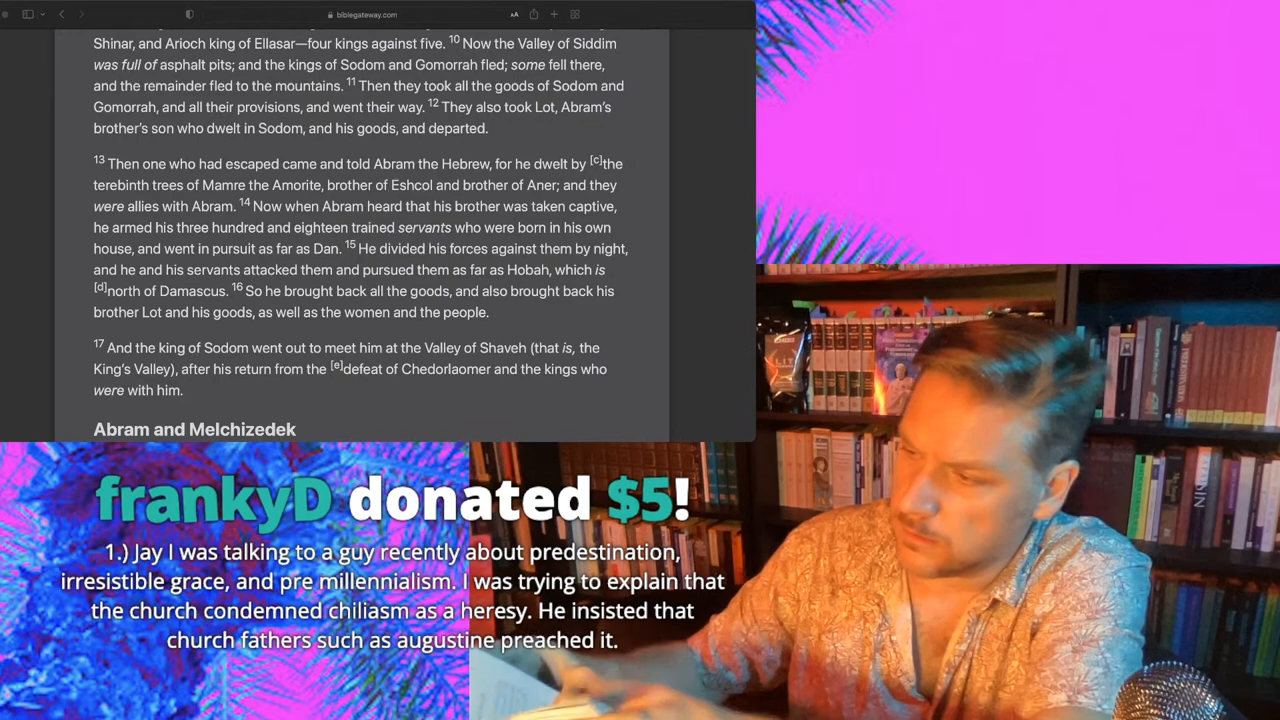 biblegateway.com
AA
Shinar, and Arioch king of Ellasar—four kings against five. 10 Now the Valley of Siddim
was full of asphalt pits; and the kings of Sodom and Gomorrah fled; some fell there,
and the remainder fled to the mountains. 11 Then they took all the goods of Sodom and
Gomorrah, and all their provisions, and went their way. 12 They also took Lot, Abram’s
brother’s son who dwelt in Sodom, and his goods, and departed.
13 Then one who had escaped came and told Abram the Hebrew, for he dwelt by [c]the
terebinth trees of Mamre the Amorite, brother of Eshcol and brother of Aner; and they
were allies with Abram. 14 Now when Abram heard that his brother was taken captive,
he armed his three hundred and eighteen trained servants who were born in his own
house, and went in pursuit as far as Dan. 15 He divided his forces against them by night,
and he and his servants attacked them and pursued them as far as Hobah, which is
[d]north of Damascus. 16 So he brought back all the goods, and also brought back his
brother Lot and his goods, as well as the women and the people.
17 And the king of Sodom went out to meet him at the Valley of Shaveh (that is, the
King’s Valley), after his return from the [e]defeat of Chedorlaomer and the kings who
were with him.
Abram and Melchizedek
frankyD donated $5!
1.) Jay I was talking to a guy recently about predestination,
irresistible grace, and pre millennialism. I was trying to explain that
the church condemned chiliasm as a heresy. He insisted that
church fathers such as augustine preached it.